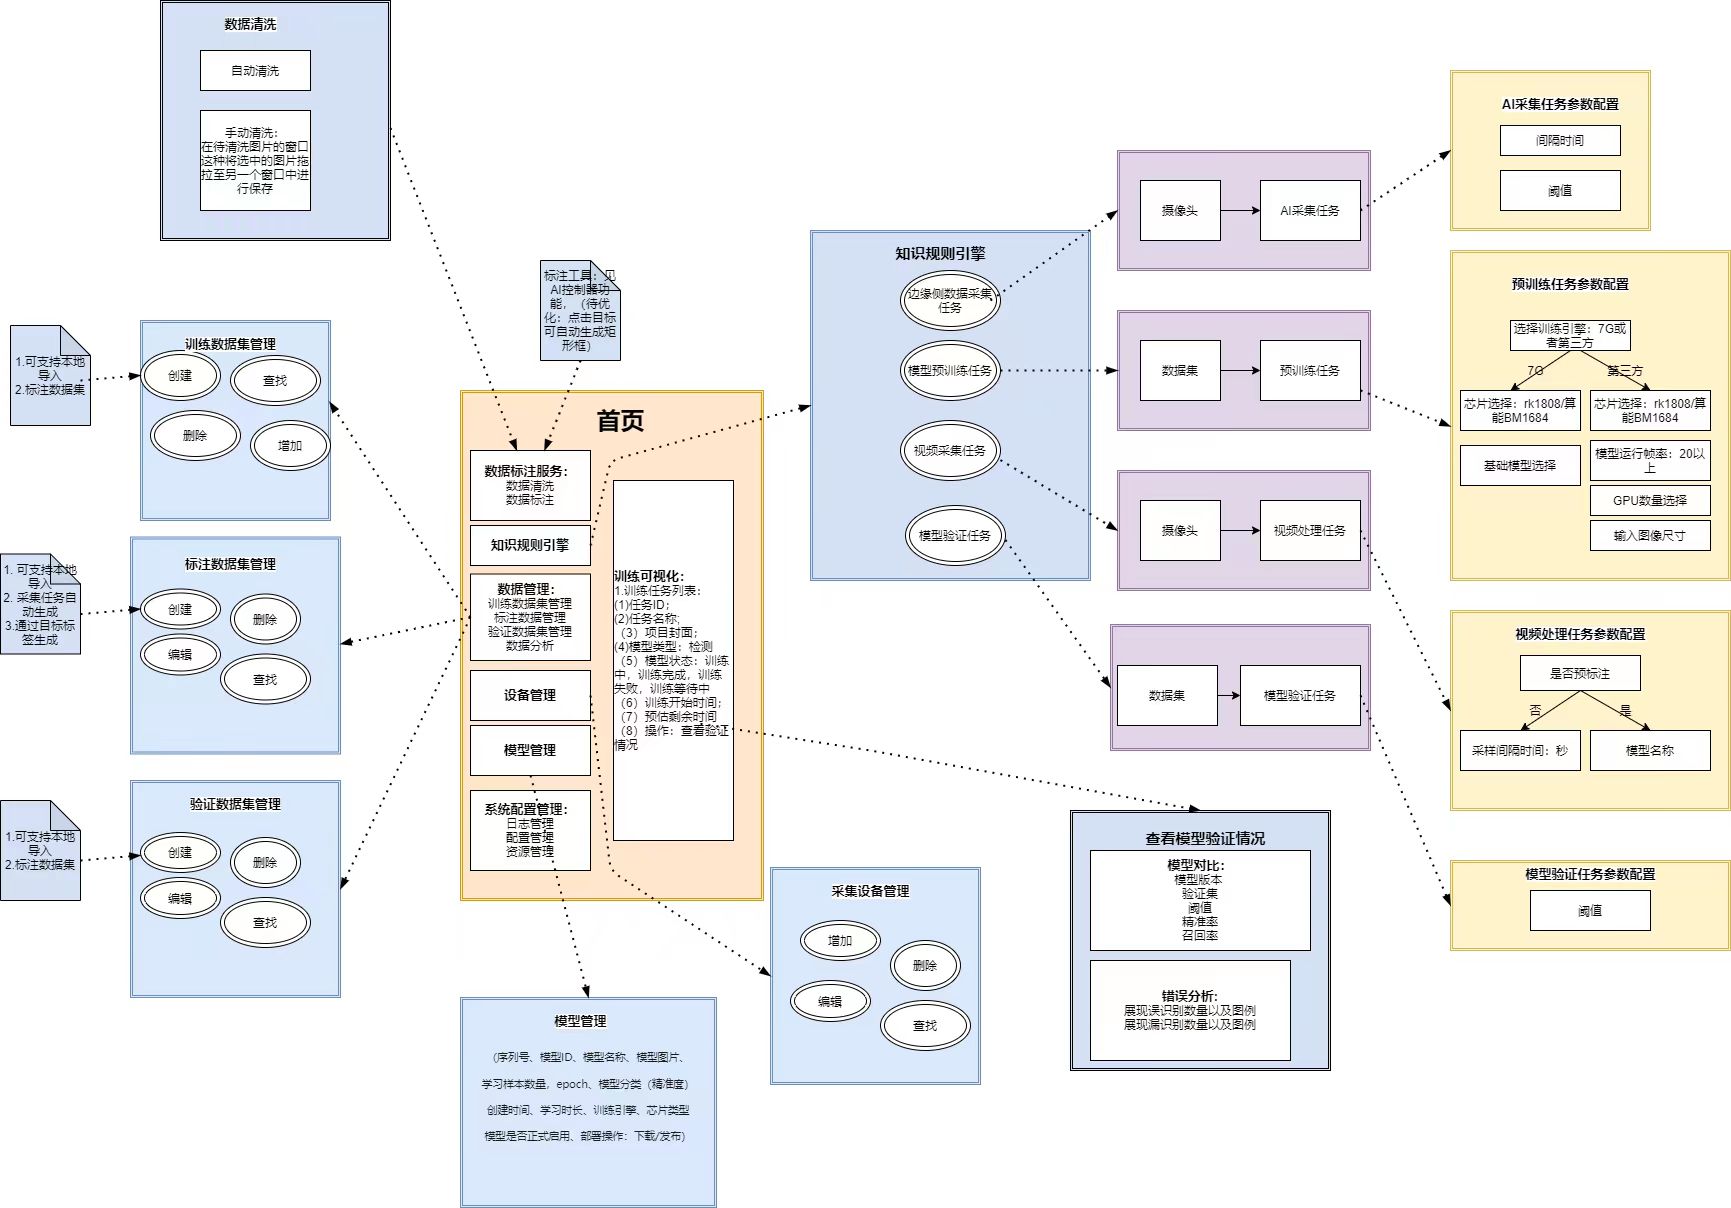 数据清洗
自动清洗
手动清洗：
在待清洗图片的窗口
这种将选中的图片拖
拉至另一个窗口中进
行保存
标注工具：见
AI控制器功
能，（待优
化：点击目标
可自动生成矩
形框）
1.可支持本地
导入
2.标注数据集
训练数据集管理
创建
查找
删除
增加
1. 可支持本地
导入
2. 采集任务自
动生成
3.通过目标标
签生成
标注数据集管理
创建
删除
编辑
查找
1.可支持本地
导入
2.标注数据集
验证数据集管理
创建
删除
编辑
查找
首页
数据标注服务：
数据清洗
数据标注
知识规则引擎
数据管理：
训练数据集管理
标注数据管理
验证数据集管理
数据分析
设备管理
模型管理
系统配置管理：
日志管理
配置管理
资源管理
训练可视化：
1.训练任务列表：
(1)任务ID；
(2)任务名称;
（3）项目封面；
(4)模型类型：检测
（5）模型状态：训练
中，训练完成，训练
失败，训练等待中
（6）训练开始时间；
（7）预估剩余时间
（8）操作：查看验证
情况
模型管理
（序列号、模型ID、模型名称、模型图片、
学习样本数量，epoch、模型分类（精准度）
创建时间、学习时长、训练引擎、芯片类型
模型是否正式启用、部署操作：下载/发布）
采集设备管理
增加
删除
编辑
查找
知识规则引擎
边缘侧数据采集
任务
模型预训练任务
视频采集任务
模型验证任务
摄像头
AI采集任务
数据集
预训练任务
摄像头
视频处理任务
数据集
模型验证任务
查看模型验证情况
模型对比：
模型版本
验证集
阈值
精准率
召回率
错误分析:
展现误识别数量以及图例
展现漏识别数量以及图例
AI采集任务参数配置
间隔时间
阈值
预训练任务参数配置
选择训练引擎：7G或
者第三方
7G
第三方
芯片选择：rk1808/算
能BM1684
芯片选择：rk1808/算
能BM1684
基础模型选择
模型运行帧率：20以
上
GPU数量选择
输入图像尺寸
视频处理任务参数配置
是否预标注
否
是
采样间隔时间：秒
模型名称
模型验证任务参数配置
阈值